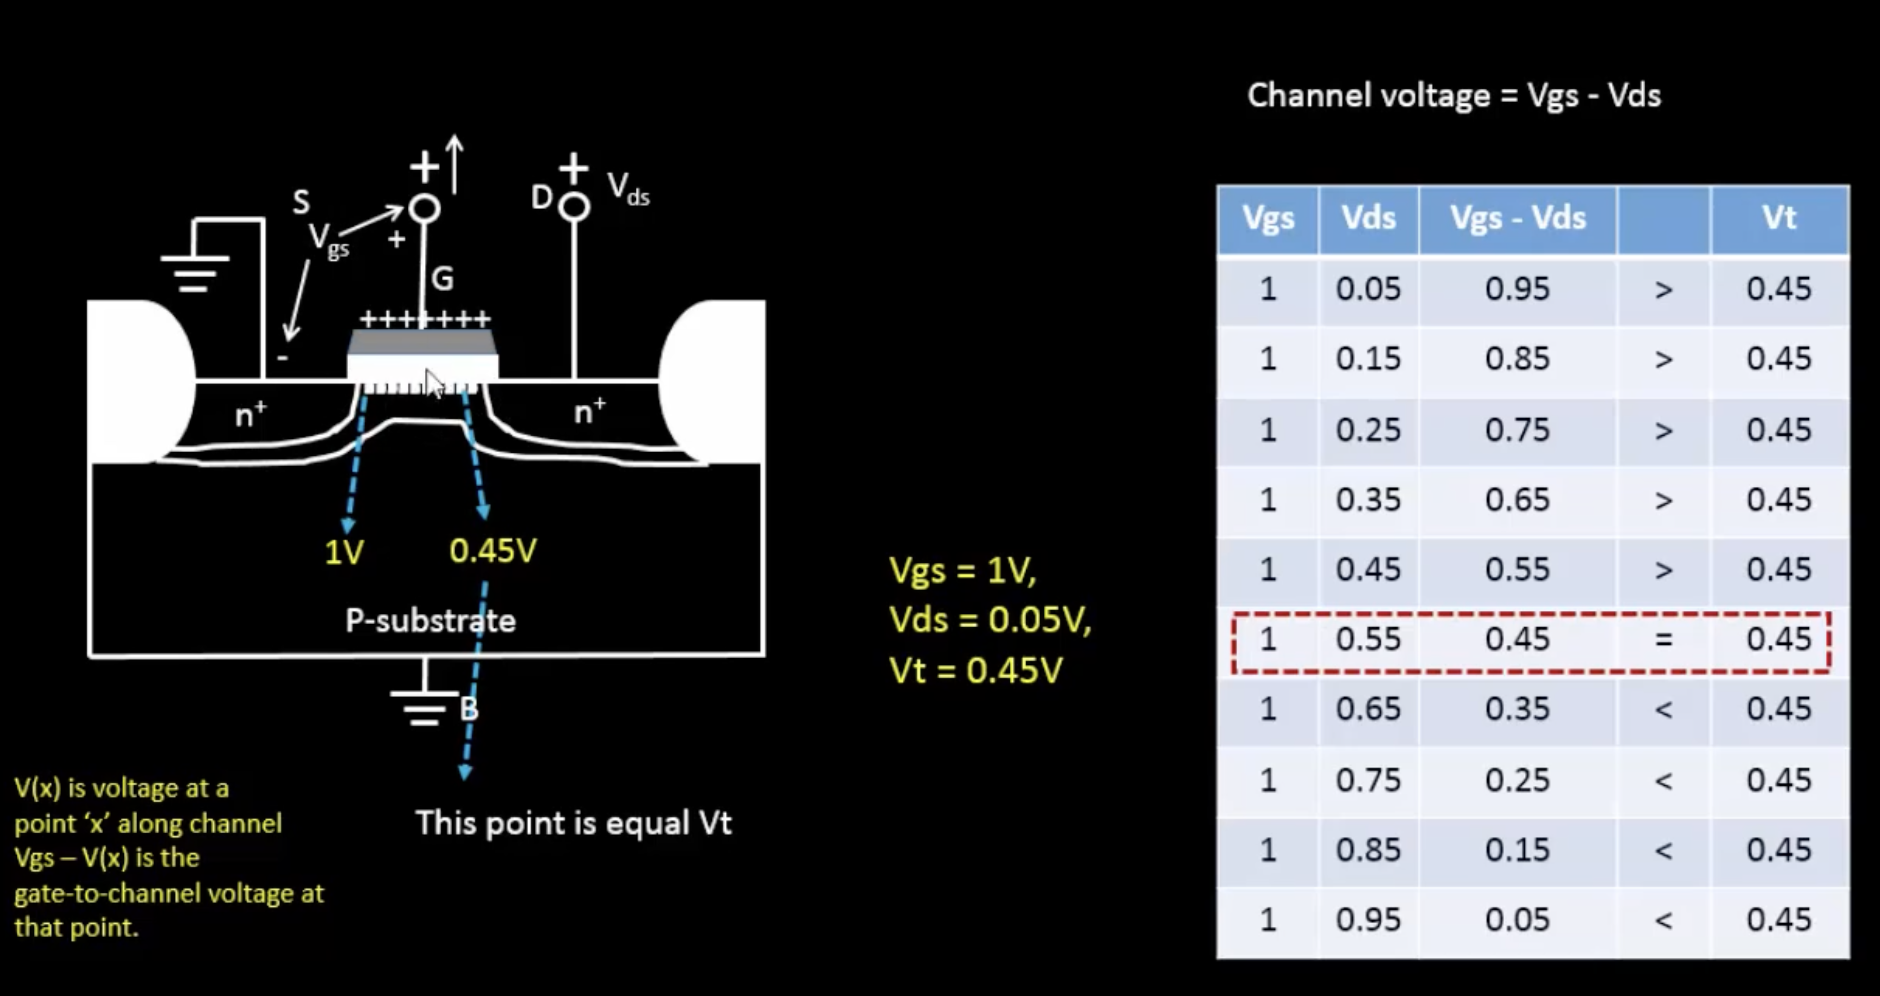 Channel voltage = Vgs - Vds
+
+
S
D
Vds
Vgs
+
G
+++++++
-
n+
n+
1V
0.45V
P-substrate
B
This point is equal Vt
V(x) is voltage at a
point ‘x’ along channel
Vgs – V(x) is the
gate-to-channel voltage at
that point.
Vgs = 1V,
Vds = 0.05V,
Vt = 0.45V
Vgs Vds Vgs - Vds Vt
1 0.05 0.95 > 0.45
1 0.15 0.85 > 0.45
1 0.25 0.75 > 0.45
1 0.35 0.65 > 0.45
1 0.45 0.55 > 0.45
1 0.55 0.45 = 0.45
1 0.65 0.35 < 0.45
1 0.75 0.25 < 0.45
1 0.85 0.15 < 0.45
1 0.95 0.05 < 0.45